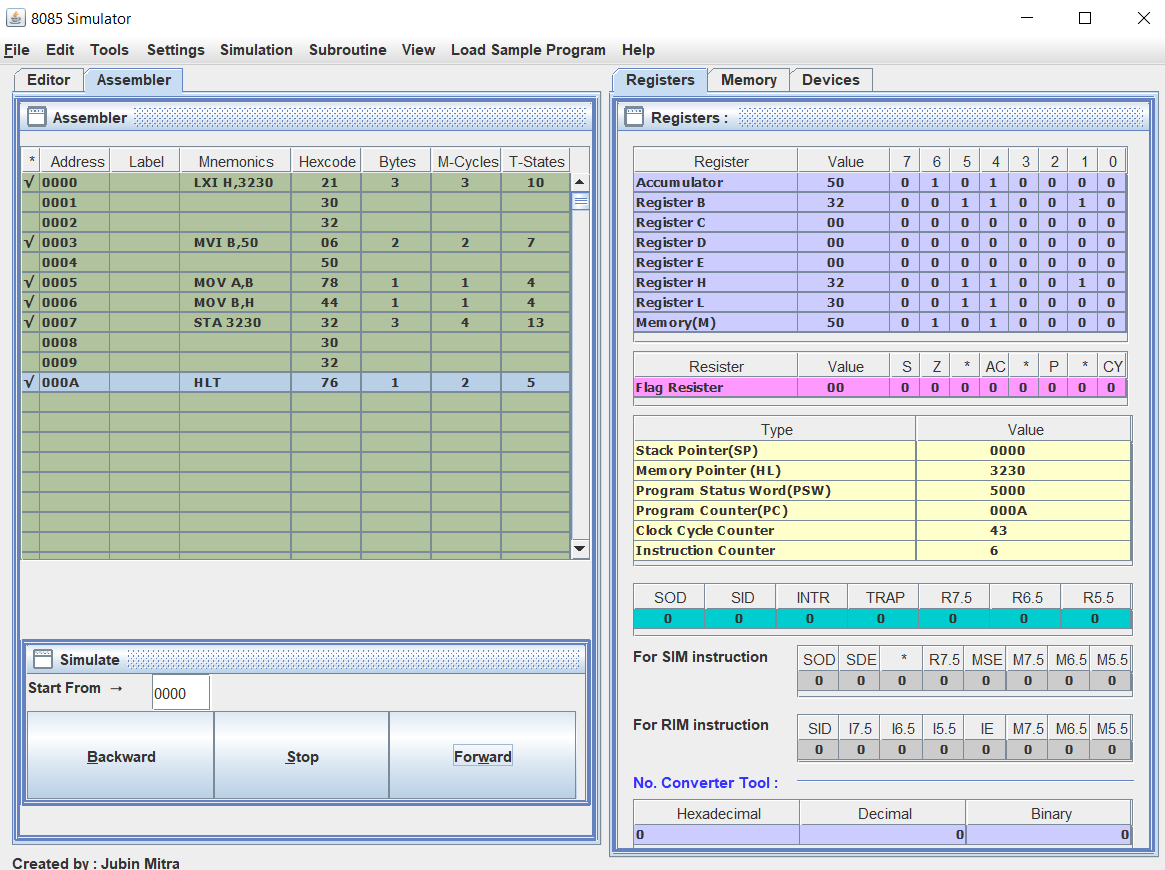 8085 Simulator
File Edit Tools Settings Simulation Subroutine View Load Sample Program Help
Editor Assembler
Assembler
* Address Label Mnemonics Hexcode Bytes M-Cycles T-States
√ 0000 LXI H,3230 21 3 3 10
0001 30
0002 32
√ 0003 MVI B,50 06 2 2 7
0004 50
√ 0005 MOV A,B 78 1 1 4
√ 0006 MOV B,H 44 1 1 4
√ 0007 STA 3230 32 3 4 13
0008 30
0009 32
√ 000A HLT 76 1 2 5
Simulate
Start From → 0000
Backward Stop Forward
Created by : Jubin Mitra
Registers Memory Devices
Registers :
Register Value 7 6 5 4 3 2 1 0
Accumulator 50 0 1 0 1 0 0 0 0
Register B 32 0 0 1 1 0 0 1 0
Register C 00 0 0 0 0 0 0 0 0
Register D 00 0 0 0 0 0 0 0 0
Register E 00 0 0 0 0 0 0 0 0
Register H 32 0 0 1 1 0 0 1 0
Register L 30 0 0 1 1 0 0 0 0
Memory(M) 50 0 1 0 1 0 0 0 0
Resister Value S Z * AC * P * CY
Flag Resister 00 0 0 0 0 0 0 0 0
Type Value
Stack Pointer(SP) 0000
Memory Pointer (HL) 3230
Program Status Word(PSW) 5000
Program Counter(PC) 000A
Clock Cycle Counter 43
Instruction Counter 6
SOD SID INTR TRAP R7.5 R6.5 R5.5
0 0 0 0 0 0 0
For SIM instruction
SOD SDE * R7.5 MSE M7.5 M6.5 M5.5
0 0 0 0 0 0 0 0
For RIM instruction
SID I7.5 I6.5 I5.5 IE M7.5 M6.5 M5.5
0 0 0 0 0 0 0 0
No. Converter Tool :
Hexadecimal Decimal Binary
0 0 0